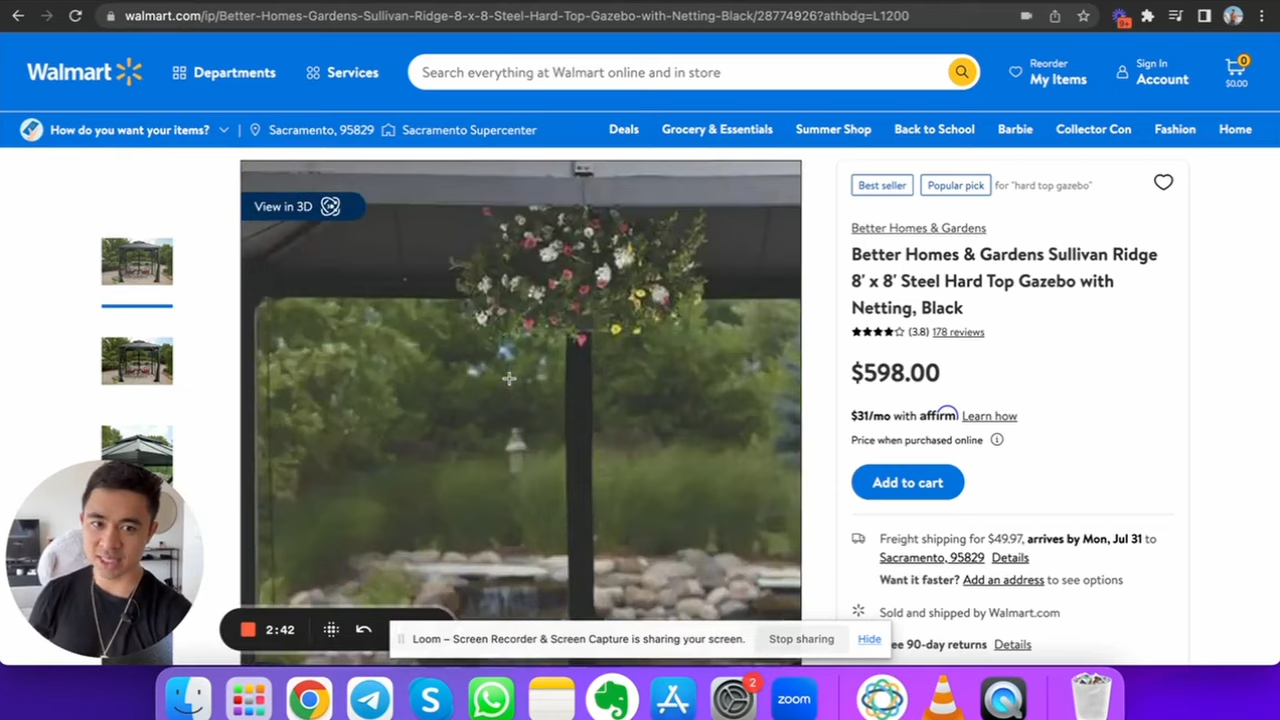 walmart.com/ip/Better-Homes-Gardens-Sullivan-Ridge-8-x-8-Steel-Hard-Top-Gazebo-with-Netting-Black/28774926?athbdg=L1200
9+
Walmart
Departments
Services
Search everything at Walmart online and in store
Reorder
My Items
Sign In
Account
0
$0.00
How do you want your items?
Sacramento, 95829
Sacramento Supercenter
Deals
Grocery & Essentials
Summer Shop
Back to School
Barbie
Collector Con
Fashion
Home
View in 3D
Best seller
Popular pick
for "hard top gazebo"
Better Homes & Gardens
Better Homes & Gardens Sullivan Ridge
8' x 8' Steel Hard Top Gazebo with
Netting, Black
(3.8) 178 reviews
$598.00
$31/mo with affirm Learn how
Price when purchased online
Add to cart
Freight shipping for $49.97, arrives by Mon, Jul 31 to
Sacramento, 95829 Details
Want it faster? Add an address to see options
Sold and shipped by Walmart.com
ee 90-day returns Details
2:42
Loom – Screen Recorder & Screen Capture is sharing your screen.
Stop sharing
Hide
2
zoom